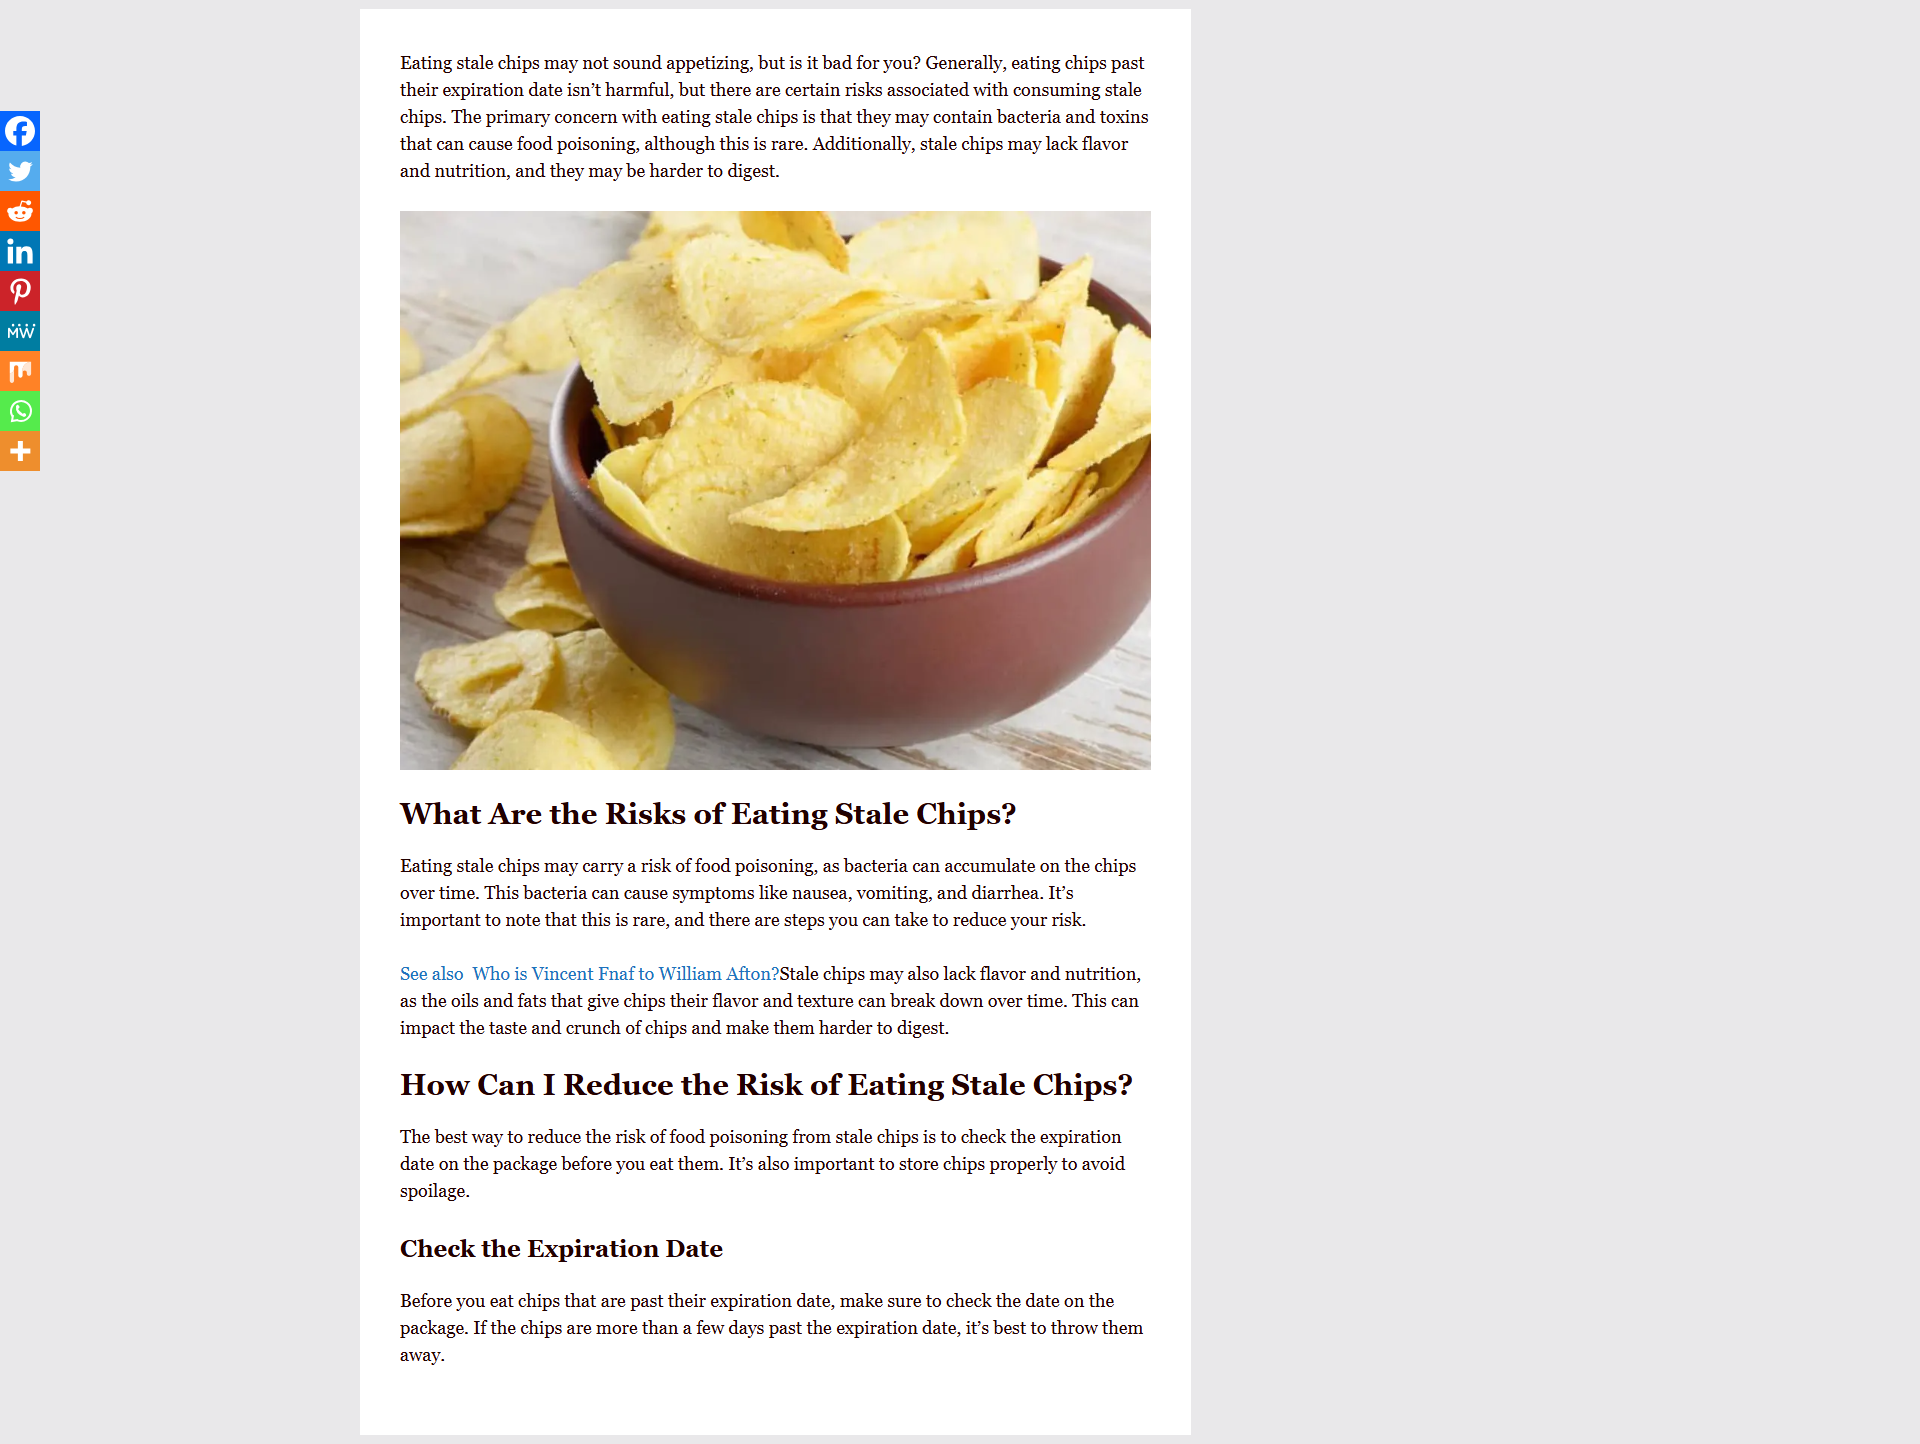 Eating stale chips may not sound appetizing, but is it bad for you? Generally, eating chips past
their expiration date isn’t harmful, but there are certain risks associated with consuming stale
chips. The primary concern with eating stale chips is that they may contain bacteria and toxins
that can cause food poisoning, although this is rare. Additionally, stale chips may lack flavor
and nutrition, and they may be harder to digest.
in
MW
What Are the Risks of Eating Stale Chips?
Eating stale chips may carry a risk of food poisoning, as bacteria can accumulate on the chips
over time. This bacteria can cause symptoms like nausea, vomiting, and diarrhea. It’s
important to note that this is rare, and there are steps you can take to reduce your risk.
See also  Who is Vincent Fnaf to William Afton?Stale chips may also lack flavor and nutrition,
as the oils and fats that give chips their flavor and texture can break down over time. This can
impact the taste and crunch of chips and make them harder to digest.
How Can I Reduce the Risk of Eating Stale Chips?
The best way to reduce the risk of food poisoning from stale chips is to check the expiration
date on the package before you eat them. It’s also important to store chips properly to avoid
spoilage.
Check the Expiration Date
Before you eat chips that are past their expiration date, make sure to check the date on the
package. If the chips are more than a few days past the expiration date, it’s best to throw them
away.